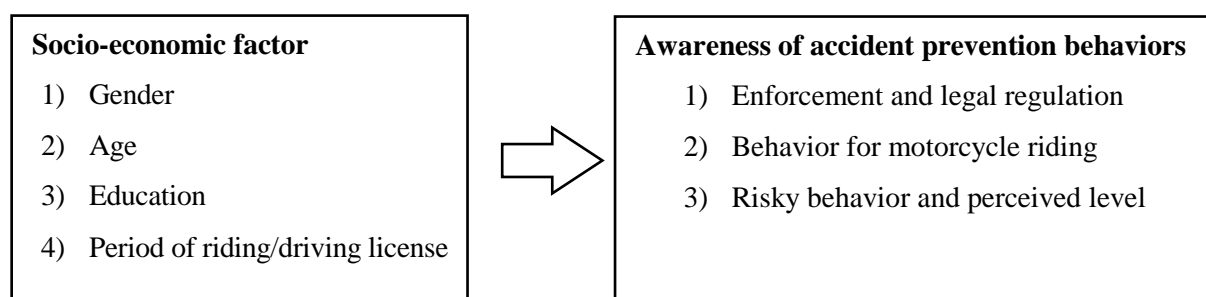 Socio-economic factor
1) Gender
2) Age
3) Education
4) Period of riding/driving license
Awareness of accident prevention behaviors
1) Enforcement and legal regulation
2) Behavior for motorcycle riding
3) Risky behavior and perceived level